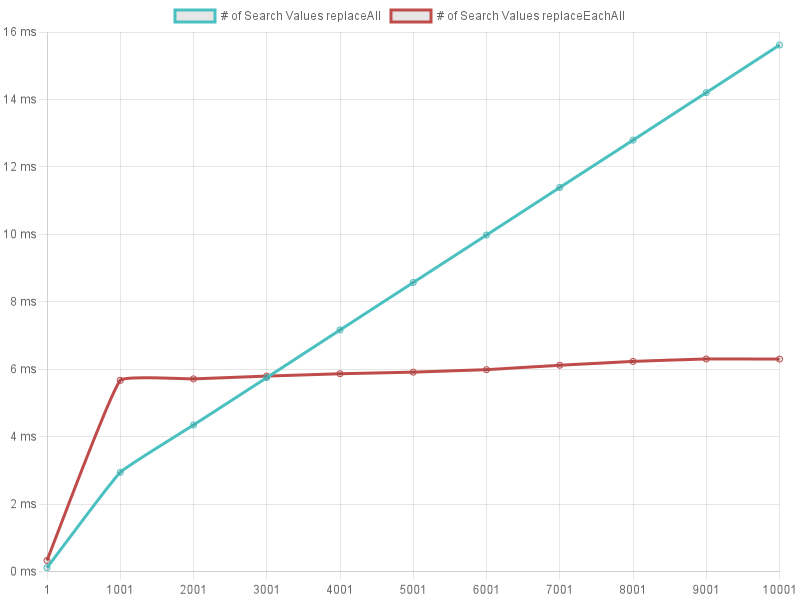 # of Search Values replaceAll # of Search Values replaceEachAll
16 ms
14 ms
12 ms
10 ms
8 ms
6 ms
4 ms
2 ms
0 ms
1 1001 2001 3001 4001 5001 6001 7001 8001 9001 10001